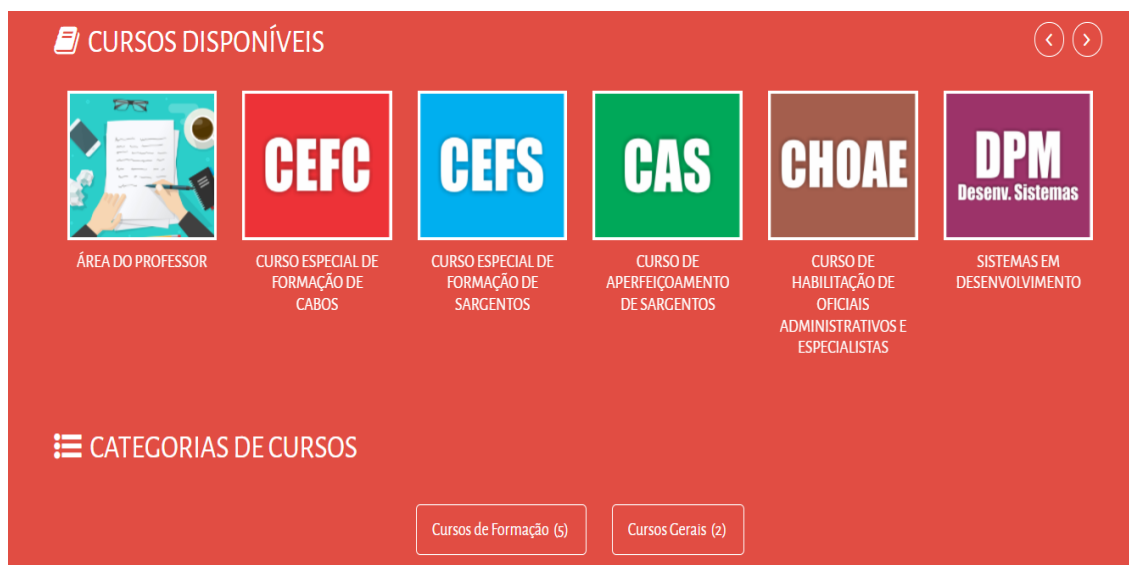 CURSOS DISPONÍVEIS
CEFC
CEFS
CAS
CHOAE
DPM
Desenv. Sistemas
ÁREA DO PROFESSOR
CURSO ESPECIAL DE
FORMAÇÃO DE
CABOS
CURSO ESPECIAL DE
FORMAÇÃO DE
SARGENTOS
CURSO DE
APERFEIÇOAMENTO
DE SARGENTOS
CURSO DE
HABILITAÇÃO DE
OFICIAIS
ADMINISTRATIVOS E
ESPECIALISTAS
SISTEMAS EM
DESENVOLVIMENTO
CATEGORIAS DE CURSOS
Cursos de Formação (5)
Cursos Gerais (2)